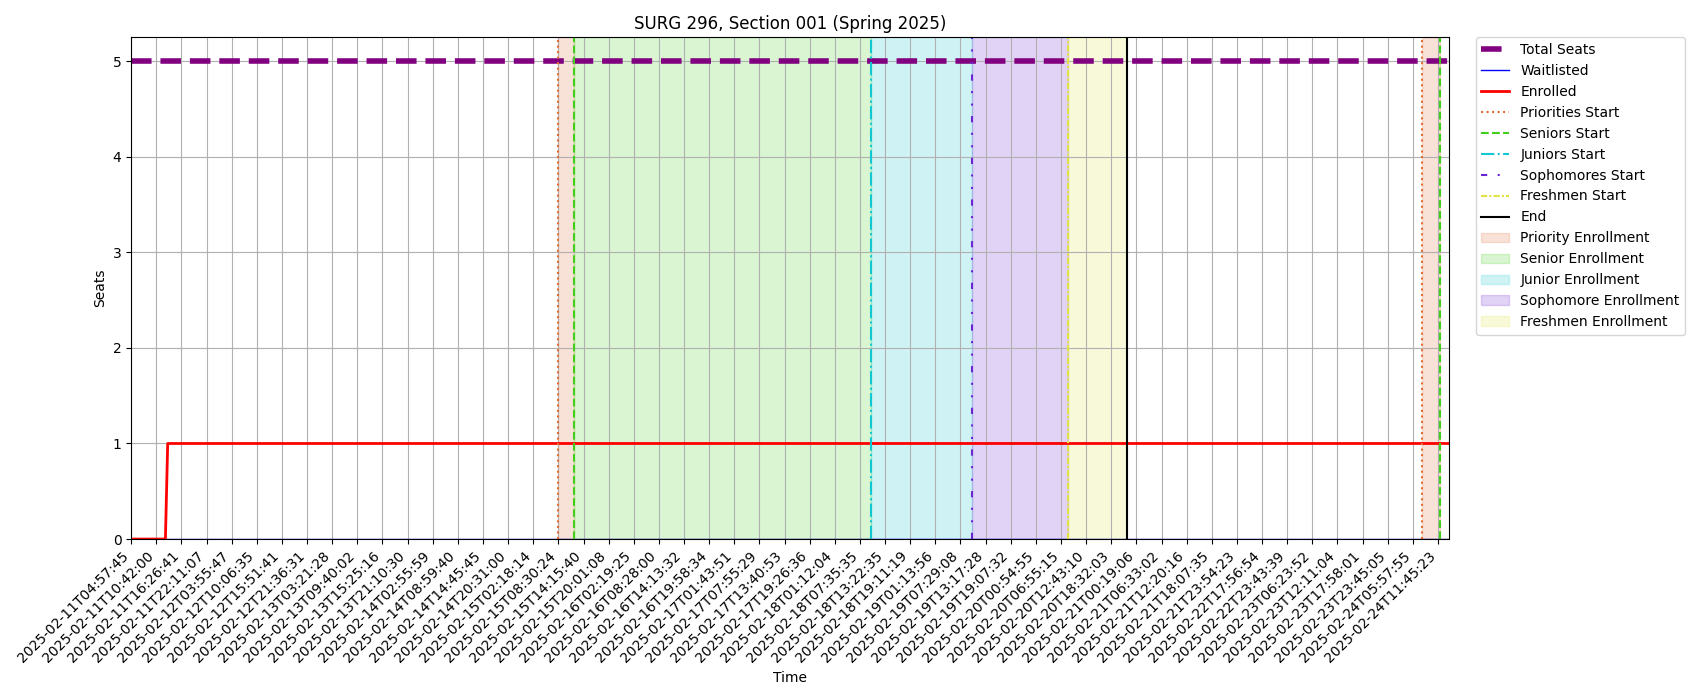 SURG 296, Section 001 (Spring 2025)
Seats
5
4
3
2
1
0
2025-02-11T04:57:45
2025-02-11T10:42:00
2025-02-11T16:26:41
2025-02-11T22:11:07
2025-02-12T03:55:47
2025-02-12T10:06:35
2025-02-12T15:51:41
2025-02-12T21:36:31
2025-02-13T03:21:28
2025-02-13T09:40:02
2025-02-13T15:25:16
2025-02-13T21:10:30
2025-02-14T02:55:59
2025-02-14T08:59:40
2025-02-14T14:45:45
2025-02-14T20:31:00
2025-02-15T02:18:14
2025-02-15T08:30:24
2025-02-15T14:15:40
2025-02-15T20:01:08
2025-02-16T02:19:25
2025-02-16T08:28:00
2025-02-16T14:13:32
2025-02-16T19:58:34
2025-02-17T01:43:51
2025-02-17T07:55:29
2025-02-17T13:40:53
2025-02-17T19:26:36
2025-02-18T01:12:04
2025-02-18T07:35:35
2025-02-18T13:22:35
2025-02-18T19:11:19
2025-02-19T01:13:56
2025-02-19T07:29:08
2025-02-19T13:17:28
2025-02-19T19:07:32
2025-02-20T00:54:55
2025-02-20T06:55:15
2025-02-20T12:43:10
2025-02-20T18:32:03
2025-02-21T00:19:06
2025-02-21T06:33:02
2025-02-21T12:20:16
2025-02-21T18:07:35
2025-02-21T23:54:23
2025-02-22T17:56:54
2025-02-22T23:43:39
2025-02-23T06:23:52
2025-02-23T12:11:04
2025-02-23T17:58:01
2025-02-23T23:45:05
2025-02-24T05:57:55
2025-02-24T11:45:23
Time
Total Seats
Waitlisted
Enrolled
Priorities Start
Seniors Start
Juniors Start
Sophomores Start
Freshmen Start
End
Priority Enrollment
Senior Enrollment
Junior Enrollment
Sophomore Enrollment
Freshmen Enrollment